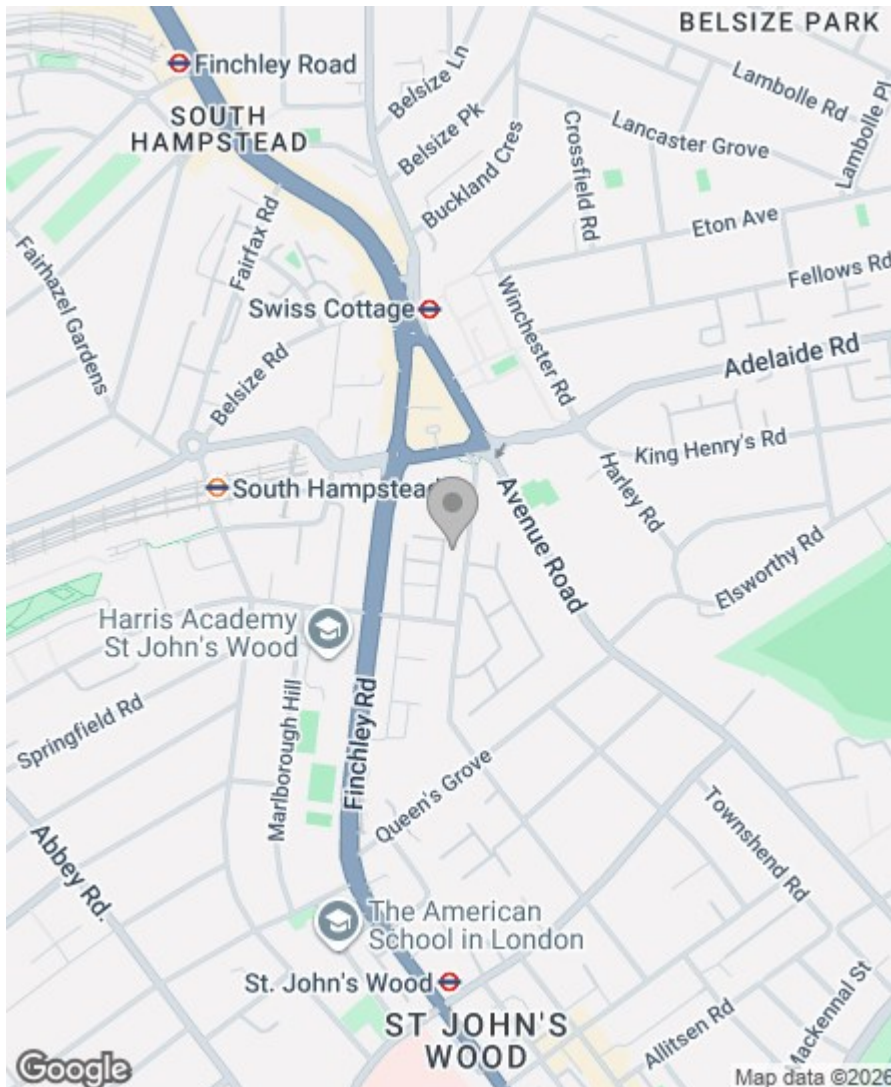 BELSIZE PARK
Finchley Road
SOUTH
HAMPSTEAD
Belsize Ln
Belsize Pk
Buckland Cres
Lambolle Rd
Lancaster Grove
Lambolle Pl
Crossfield Rd
Eton Ave
Fellows Rd
Fairfax Rd
Fairhazel Gardens
Swiss Cottage
Winchester Rd
Adelaide Rd
Belsize Rd
King Henry's Rd
South Hampstead
Harley Rd
Avenue Road
Elsworthy Rd
Harris Academy
St John's Wood
Springfield Rd
Marlborough Hill
Finchley Rd
Queen's Grove
Townshend Rd
Abbey Rd.
The American
School in London
St. John's Wood
ST JOHN'S
WOOD
Allitsen Rd
Mackennal St
Google
Map data ©2026